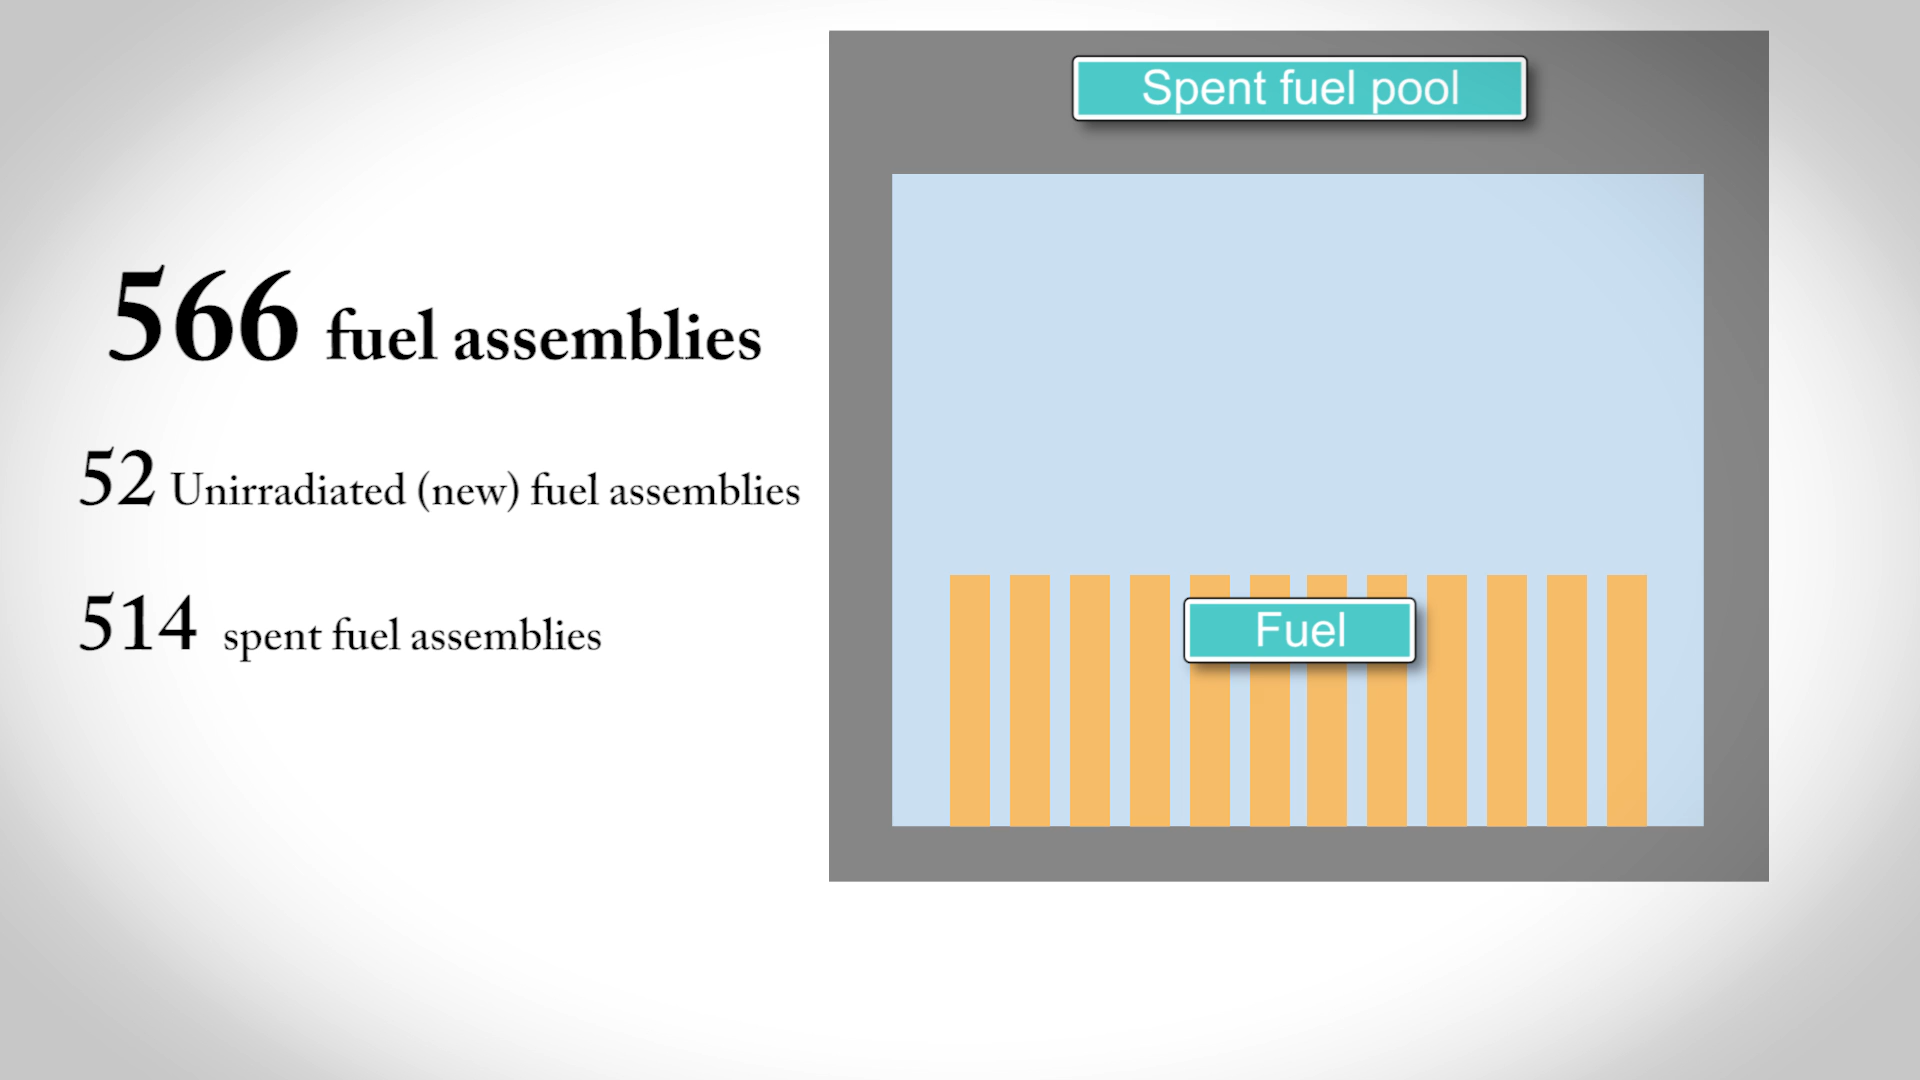 566 fuel assemblies
52 Unirradiated (new) fuel assemblies
514 spent fuel assemblies
Spent fuel pool
Fuel